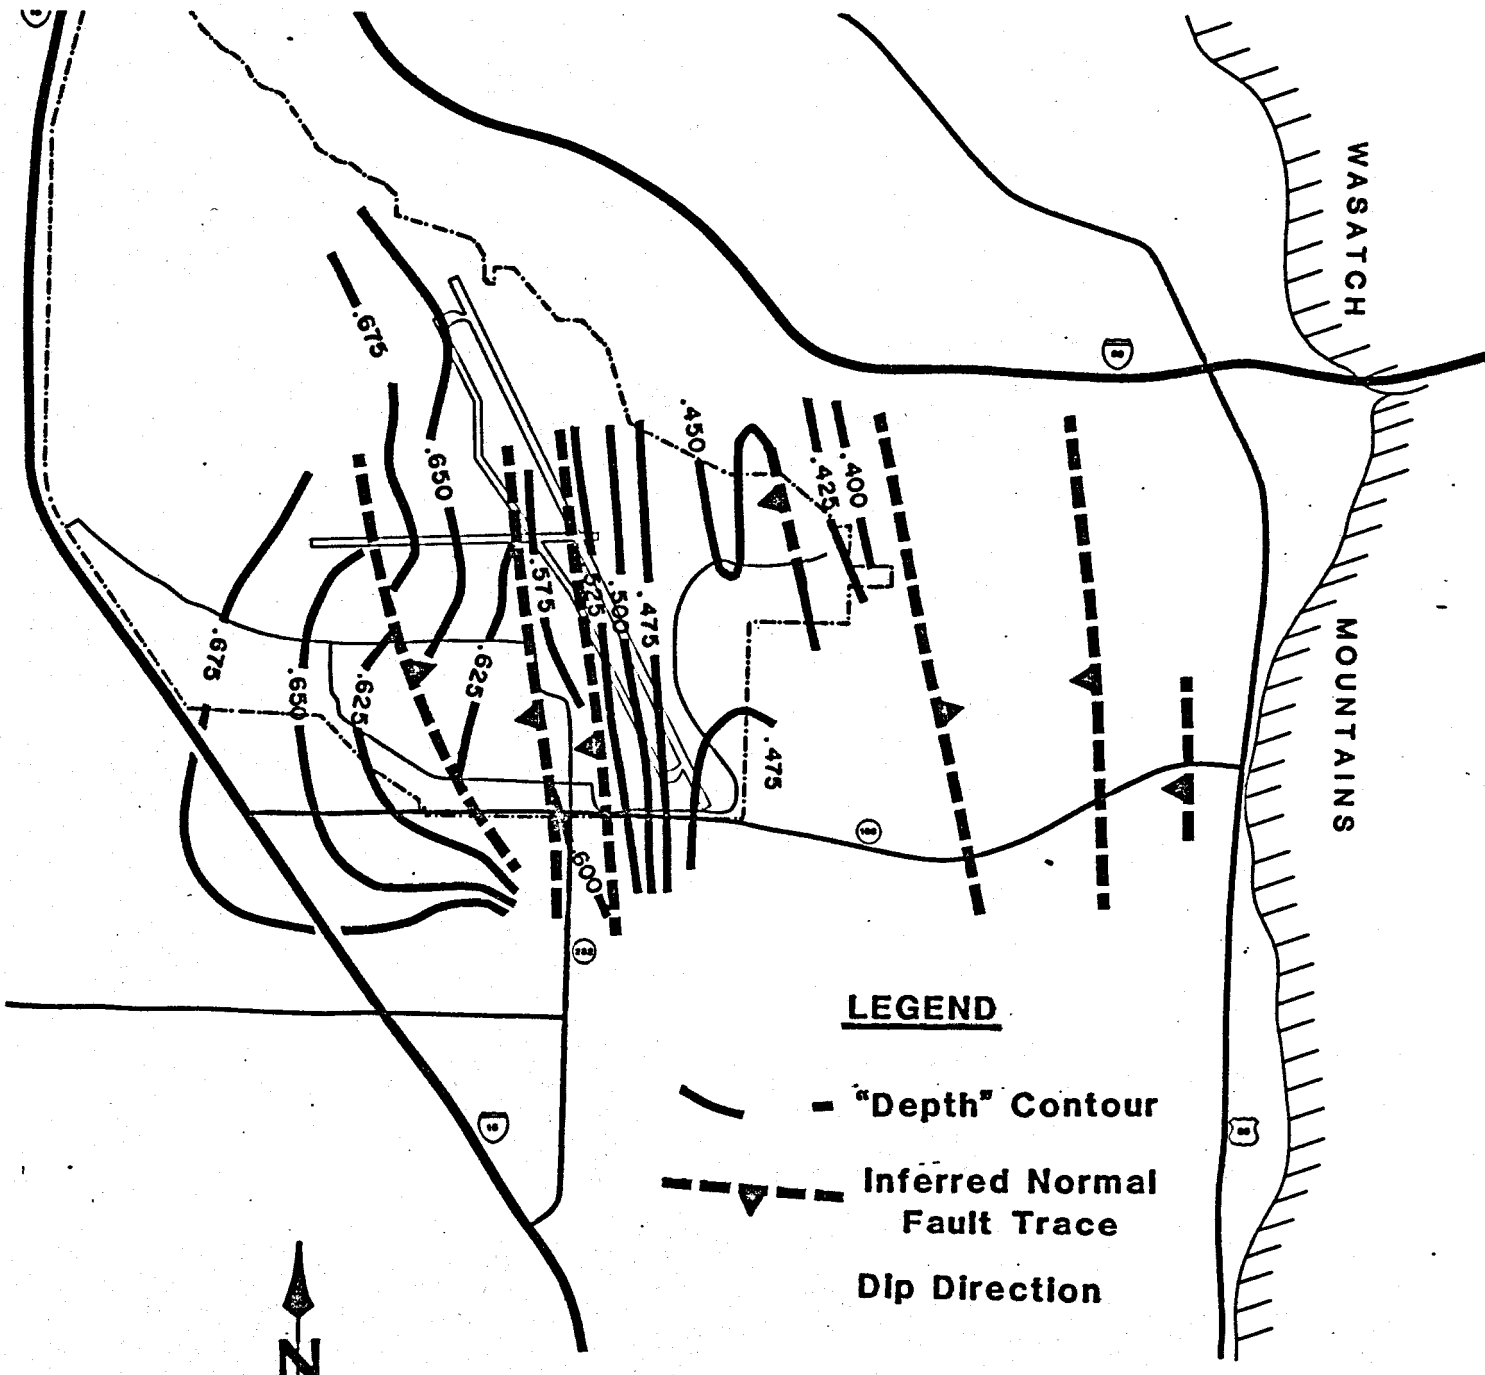 WASATCH
.675
.450
.650
.400
.425
.575
.525
.500
.475
.675
.650
.625
.625
MOUNTAINS
.475
.600
LEGEND
"Depth" Contour
Inferred Normal
Fault Trace
Dip Direction
N